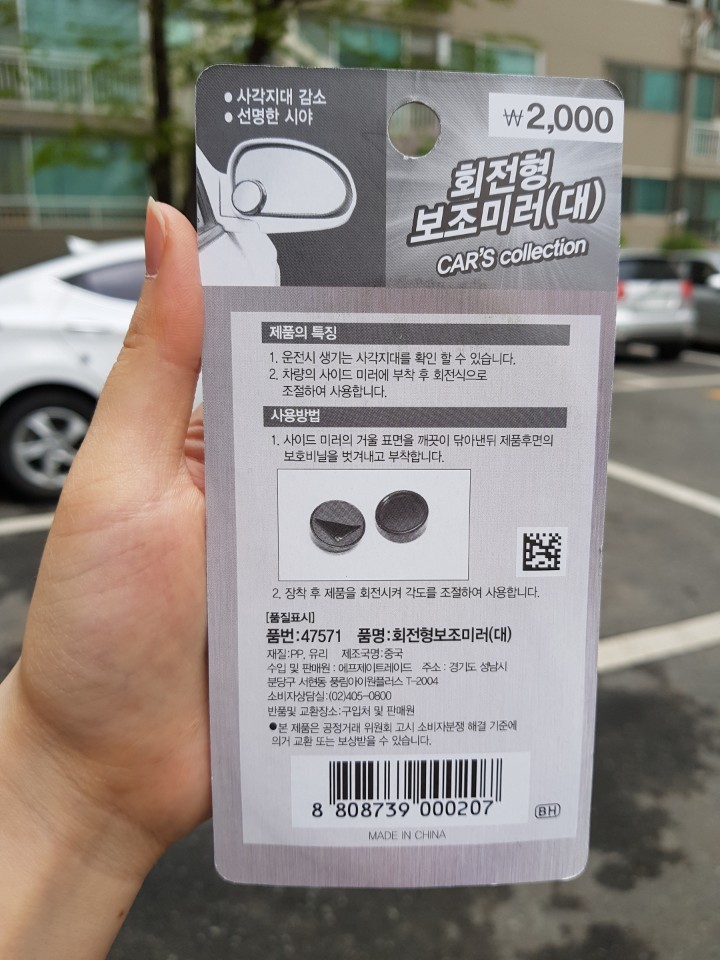 ● 사각지대 감소
● 선명한 시야
₩2,000
회전형
보조미러(대)
CAR'S collection
제품의 특징
1. 운전시 생기는 사각지대를 확인 할 수 있습니다.
2. 차량의 사이드 미러에 부착 후 회전식으로
조절하여 사용합니다.
사용방법
1. 사이드 미러의 거울 표면을 깨끗이 닦아낸뒤 제품후면의
보호비닐을 벗겨내고 부착합니다.
2. 장착 후 제품을 회전시켜 각도를 조절하여 사용합니다.
[품질표시]
품번:47571 품명:회전형보조미러(대)
재질:PP, 유리 제조국명:중국
수입 및 판매원 : 에프제이트레이드 주소 : 경기도 성남시
분당구 서현동 풍림아이원플러스 T-2004
소비자상담실:(02)405-0800
반품및 교환장소:구입처 및 판매원
●본 제품은 공정거래 위원회 고시 소비자분쟁 해결 기준에
의거 교환 또는 보상받을 수 있습니다.
8 808739 000207
BH
MADE IN CHINA